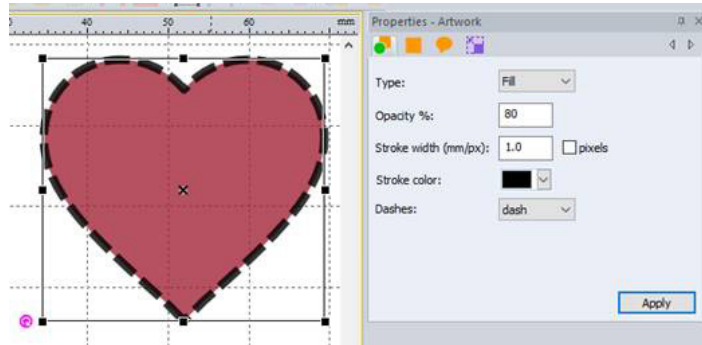 40 50 60 mm
Properties - Artwork
Type: Fill
Opacity %: 80
Stroke width (mm/px): 1.0 pixels
Stroke color:
Dashes: dash
Apply